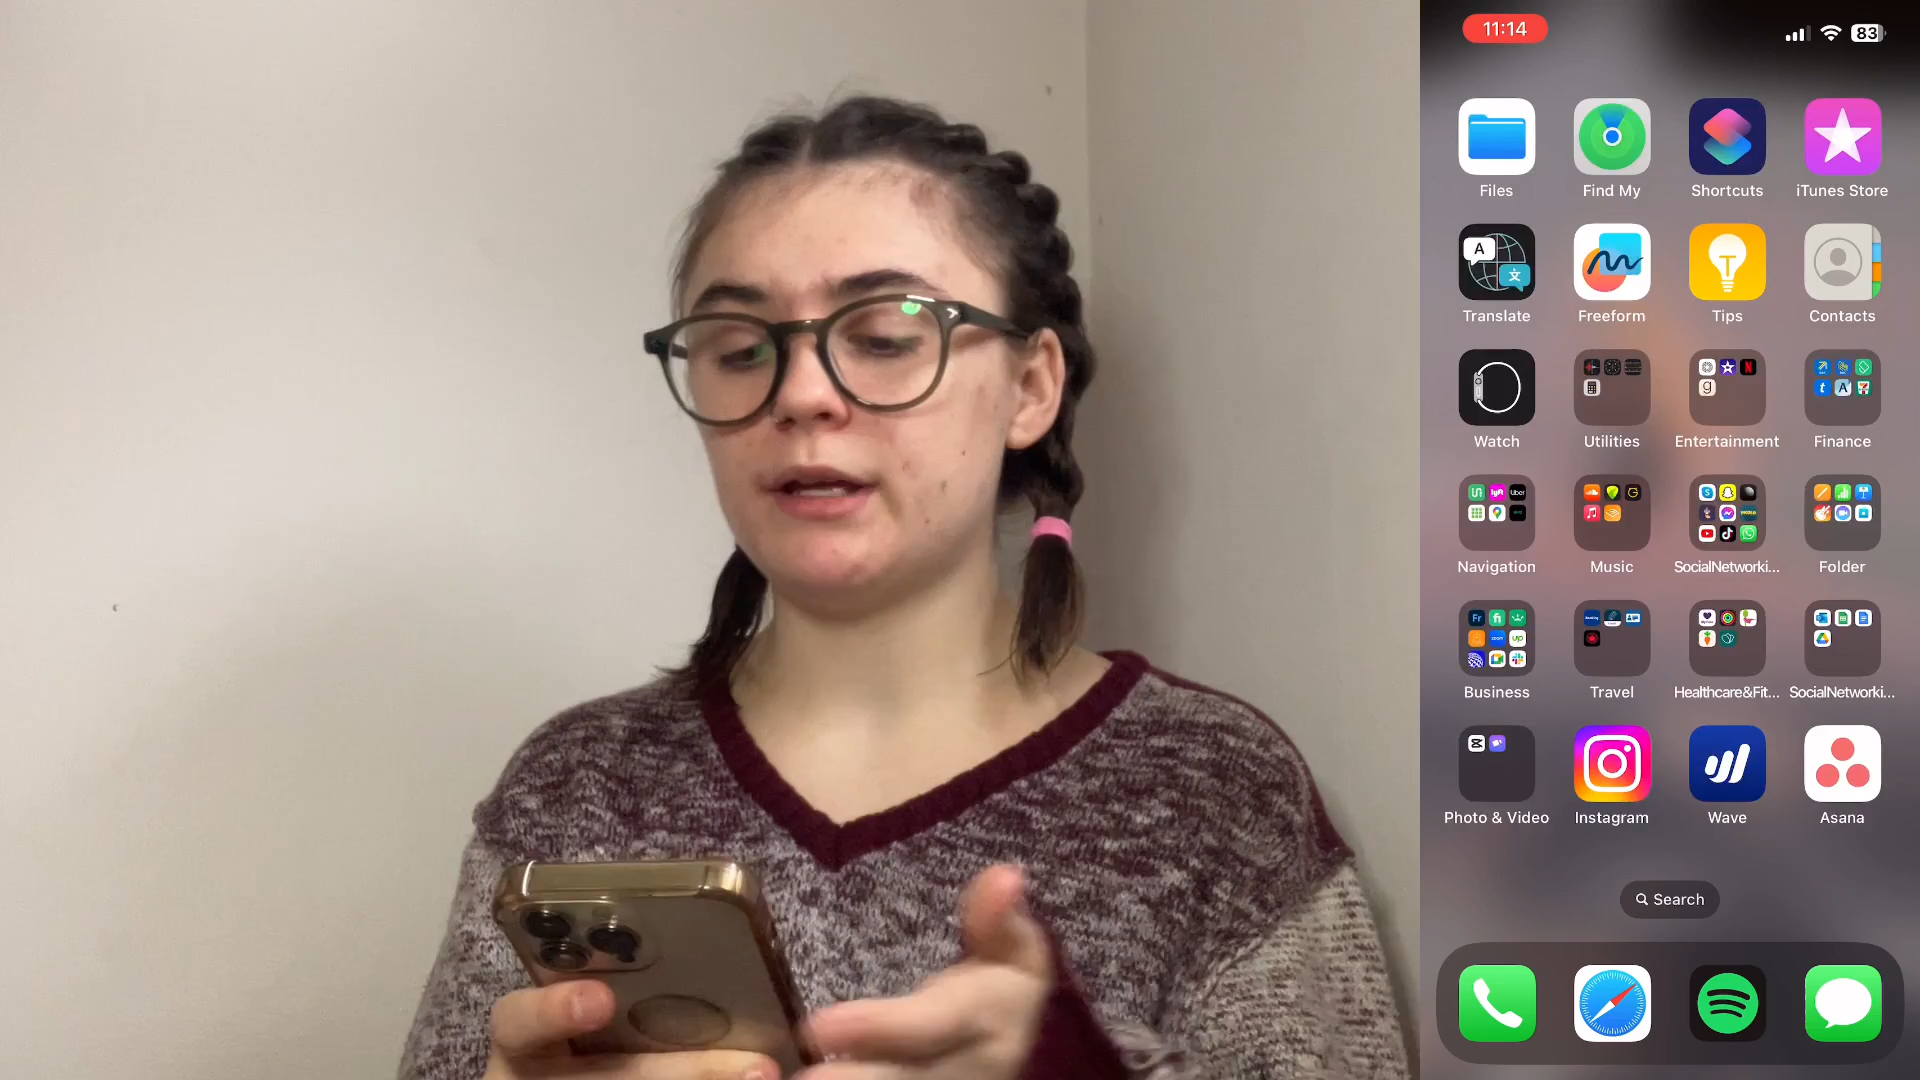 11:14
83
Files
Find My
Shortcuts
iTunes Store
A
文
Translate
Freeform
Tips
Contacts
Watch
Utilities
Entertainment
Finance
Navigation
Music
SocialNetworki...
Folder
Business
Travel
Healthcare&Fit...
SocialNetworki...
Photo & Video
Instagram
Wave
Asana
Search